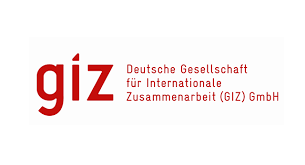 giz
Deutsche Gesellschaft
für Internationale
Zusammenarbeit (GIZ) GmbH